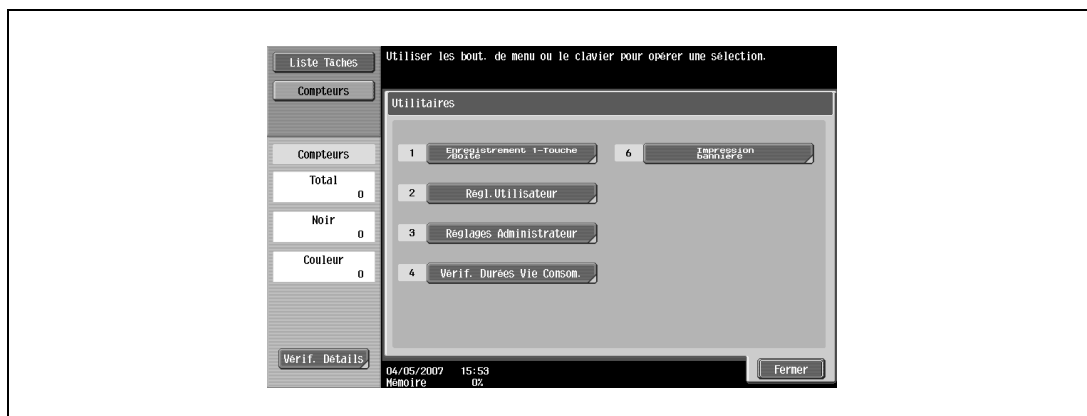 Liste Tâches
Utiliser les bout. de menu ou le clavier pour opérer une sélection.
Compteurs
Utilitaires
Compteurs
1 Enregistrement 1-Touche
/Boîte
6 Impression
bannière
Total
0
2 Régl.Utilisateur
Noir
0
3 Réglages Administrateur
Couleur
0
4 Vérif. Durées Vie Consom.
Vérif. Détails
04/05/2007 15:53
Mémoire 0%
Fermer